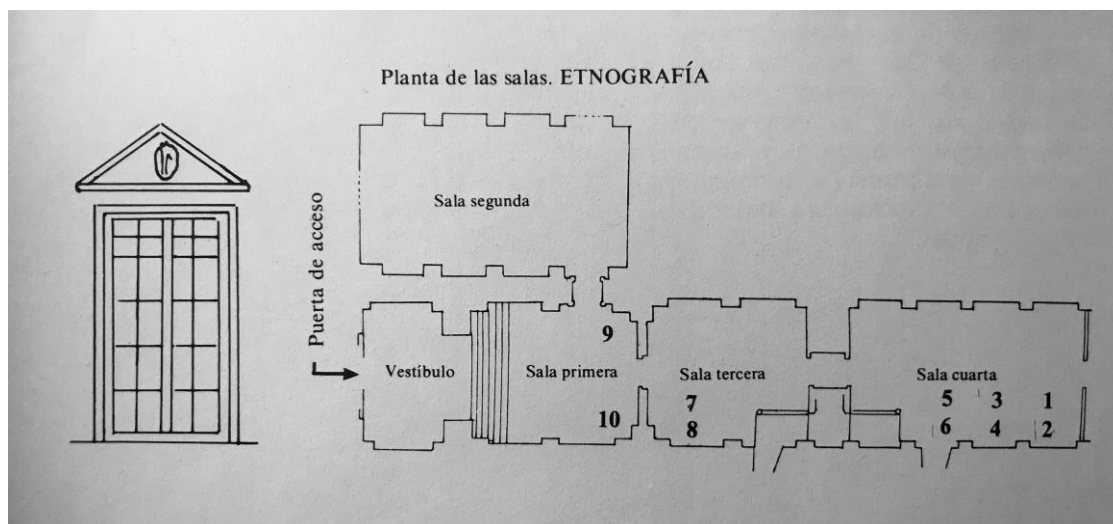 Planta de las salas. ETNOGRAFÍA
Sala segunda
Puerta de acceso
Vestíbulo
Sala primera
9
10
Sala tercera
7
8
Sala cuarta
5 3 1
6 4 2